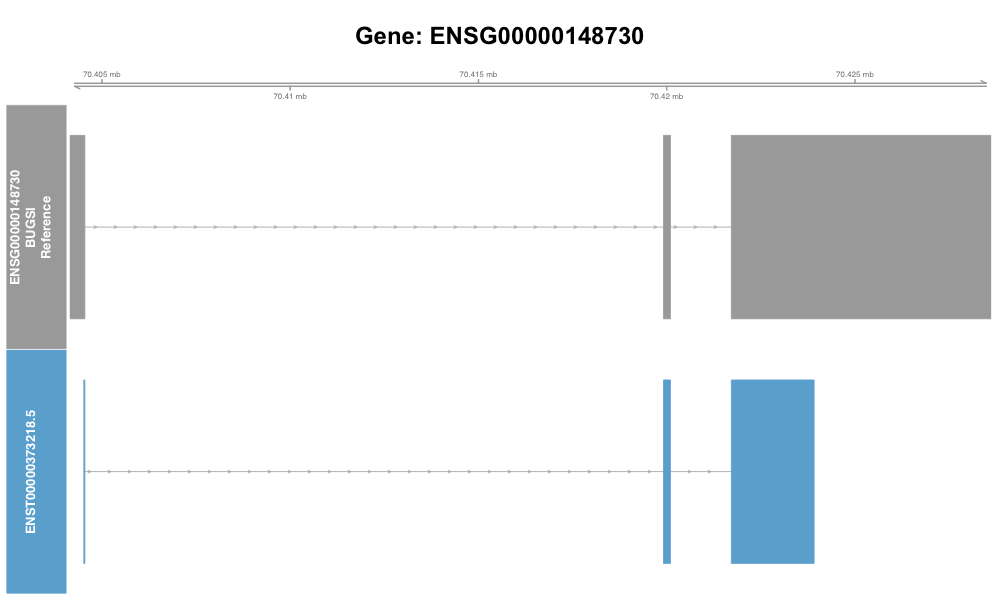 Gene: ENSG00000148730
70.405 mb
70.415 mb
70.425 mb
70.41 mb
70.42 mb
ENSG00000148730
BUGSI
Reference
ENST00000373218.5